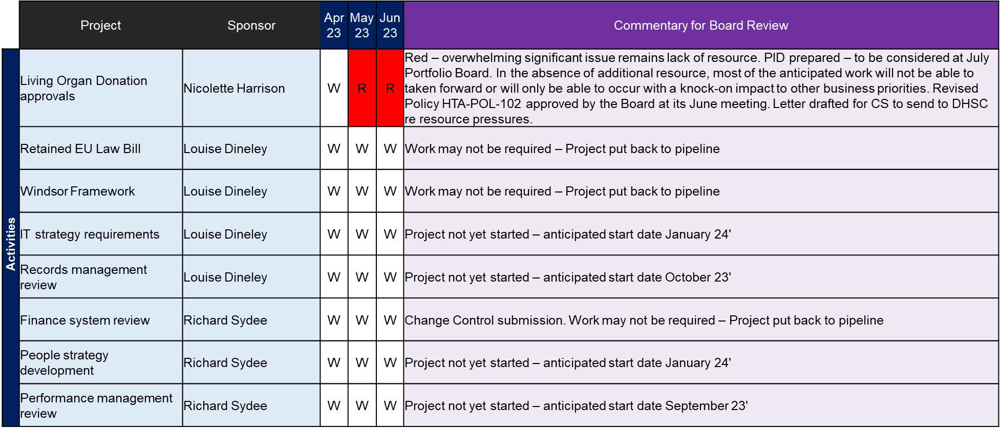 Project
Sponsor
Apr
23
May
23
Jun
23
Commentary for Board Review
Activities
Living Organ Donation
approvals
Nicolette Harrison
W
R
R
Red – overwhelming significant issue remains lack of resource. PID prepared – to be considered at July
Portfolio Board. In the absence of additional resource, most of the anticipated work will not be able to
taken forward or will only be able to occur with a knock-on impact to other business priorities. Revised
Policy HTA-POL-102 approved by the Board at its June meeting. Letter drafted for CS to send to DHSC
re resource pressures.
Retained EU Law Bill
Louise Dineley
W
W
W
Work may not be required – Project put back to pipeline
Windsor Framework
Louise Dineley
W
W
W
Work may not be required – Project put back to pipeline
IT strategy requirements
Louise Dineley
W
W
W
Project not yet started – anticipated start date January 24'
Records management
review
Louise Dineley
W
W
W
Project not yet started – anticipated start date October 23'
Finance system review
Richard Sydee
W
W
W
Change Control submission. Work may not be required – Project put back to pipeline
People strategy
development
Richard Sydee
W
W
W
Project not yet started – anticipated start date January 24'
Performance management
review
Richard Sydee
W
W
W
Project not yet started – anticipated start date September 23'